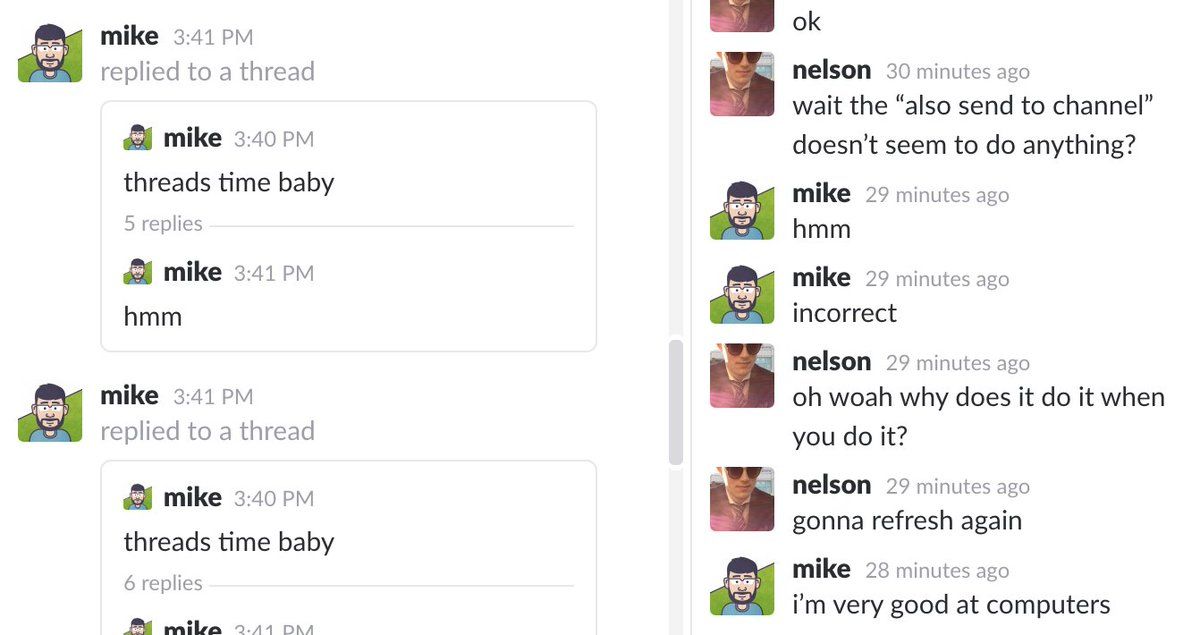 mike 3:41 PM
replied to a thread
mike 3:40 PM
threads time baby
5 replies
mike 3:41 PM
hmm
mike 3:41 PM
replied to a thread
mike 3:40 PM
threads time baby
6 replies
mike 3:41 PM
ok
nelson 30 minutes ago
wait the “also send to channel”
doesn’t seem to do anything?
mike 29 minutes ago
hmm
mike 29 minutes ago
incorrect
nelson 29 minutes ago
oh woah why does it do it when
you do it?
nelson 29 minutes ago
gonna refresh again
mike 28 minutes ago
i’m very good at computers